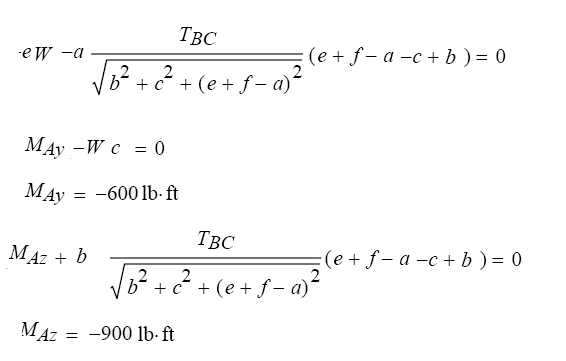 -eW −a T_BC / √(b² + c² + (e + f − a)²) (e + f − a −c + b ) = 0
M_Ay − W c = 0
M_Ay = −600 lb·ft
M_Az + b T_BC / √(b² + c² + (e + f − a)²) (e + f − a −c + b ) = 0
M_Az = −900 lb·ft